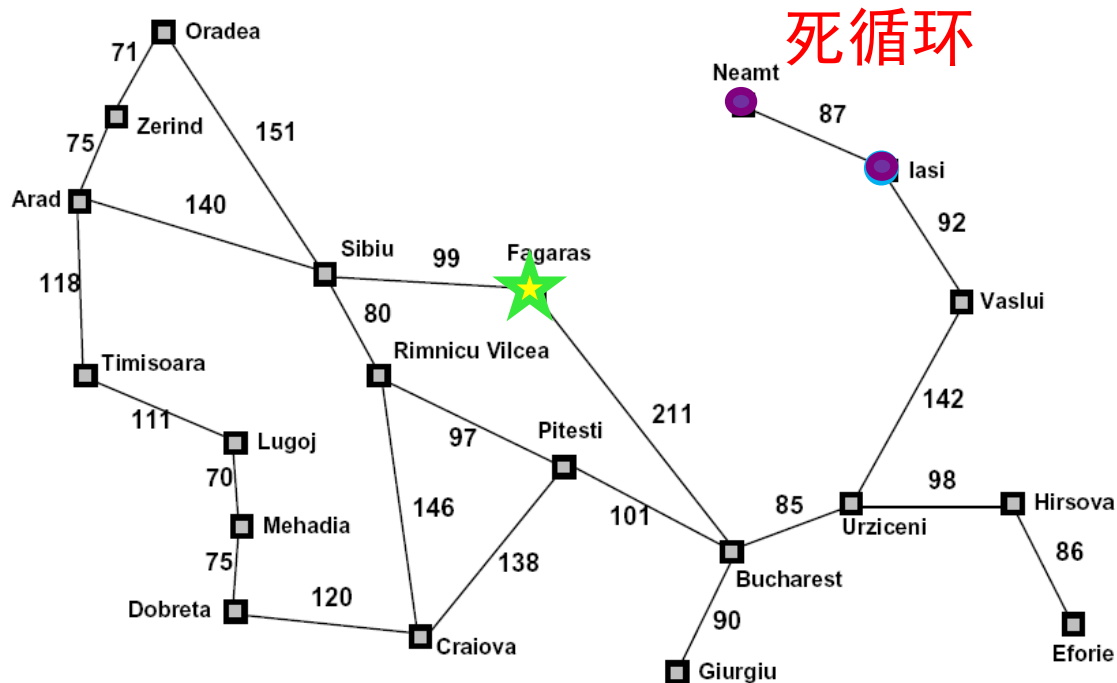 死循环
Oradea
71
Neamt
87
Zerind
75
151
Iasi
Arad
140
92
Sibiu
99
Fagaras
118
80
Vaslui
Rimnicu Vilcea
Timisoara
142
111
211
97
Pitesti
Lugoj
70
98
Hirsova
146
101
85
Urziceni
Mehadia
86
75
138
Bucharest
Dobreta
120
90
Craiova
Eforie
Giurgiu